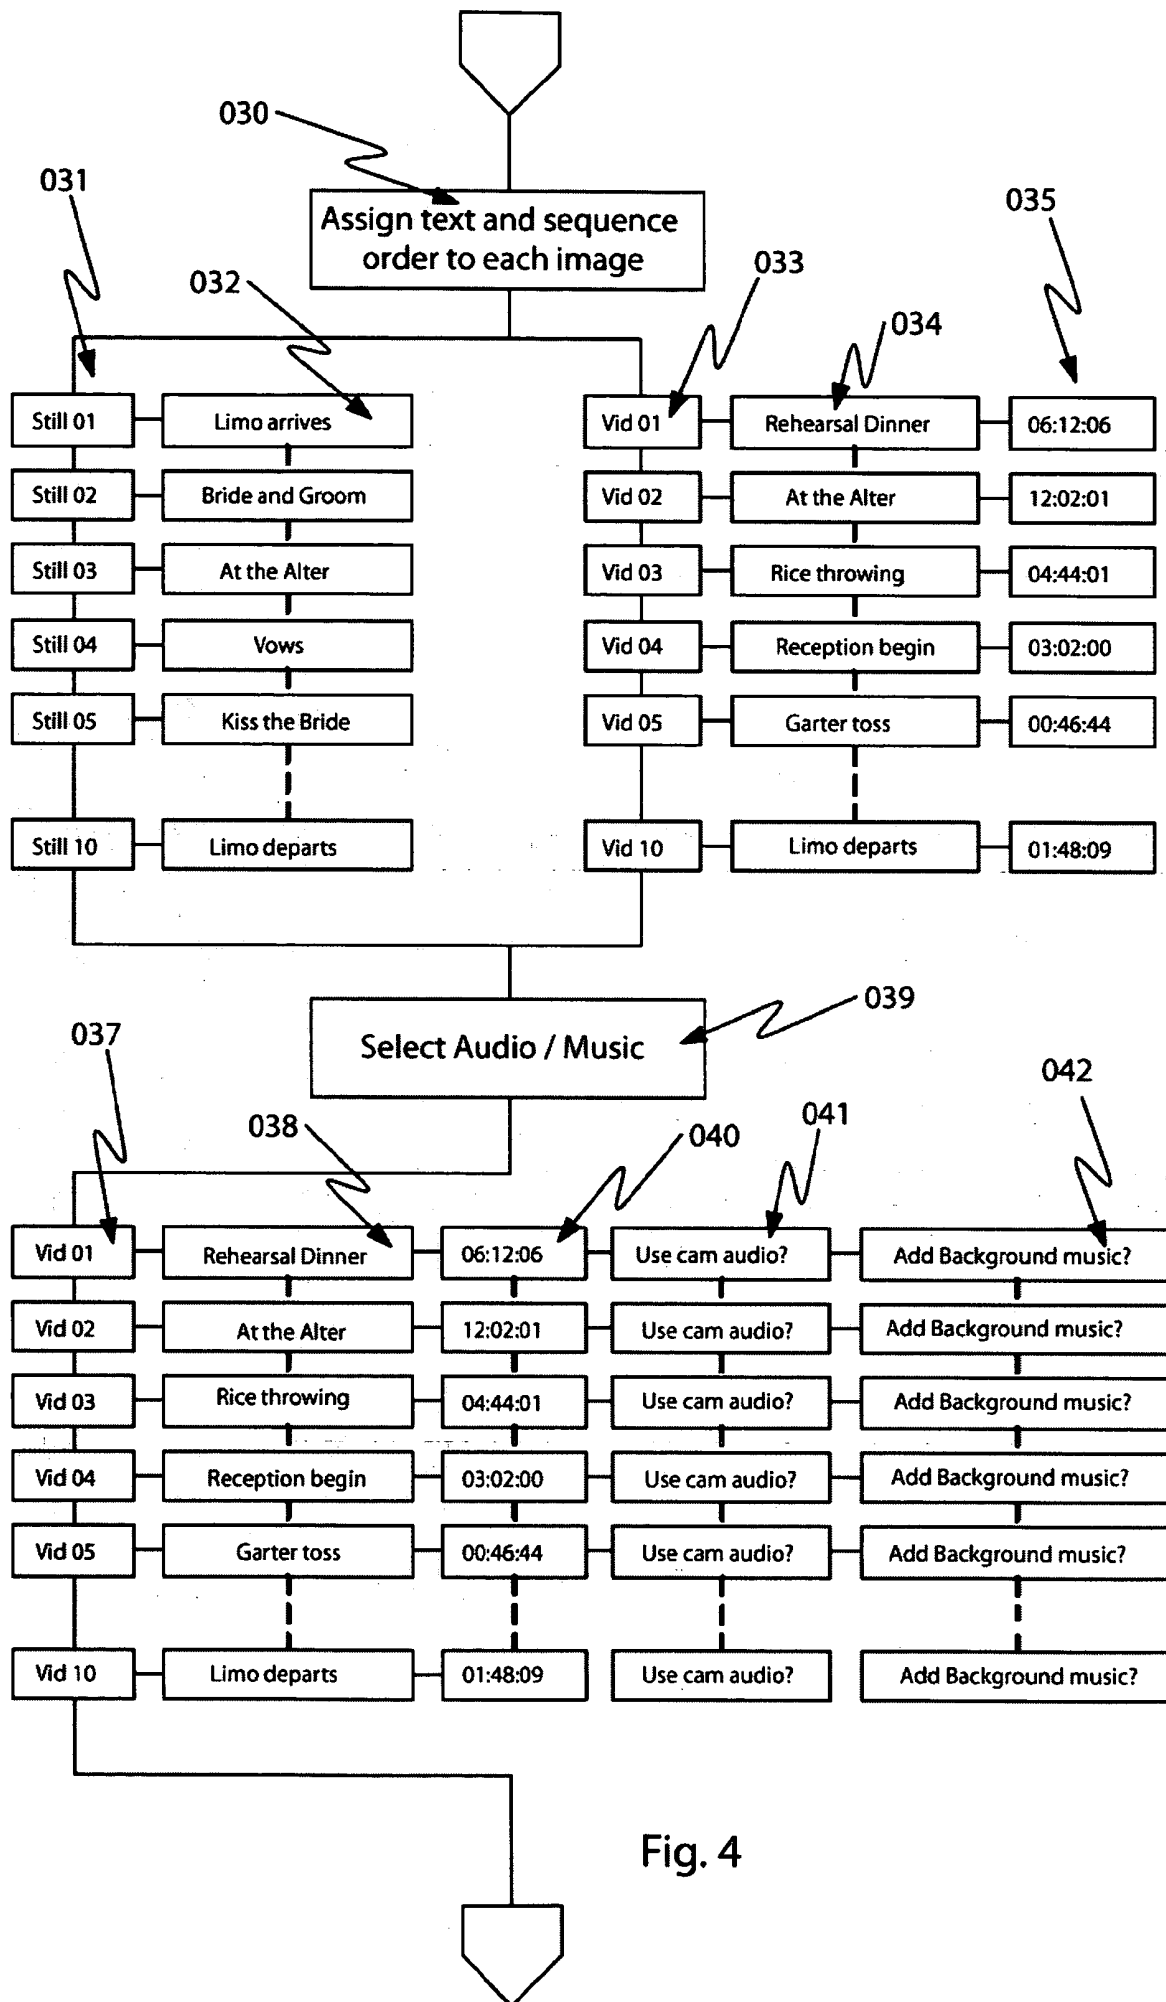 030
Assign text and sequence
order to each image
031
032
033
034
035
Still 01 Limo arrives Vid 01 Rehearsal Dinner 06:12:06
Still 02 Bride and Groom Vid 02 At the Alter 12:02:01
Still 03 At the Alter Vid 03 Rice throwing 04:44:01
Still 04 Vows Vid 04 Reception begin 03:02:00
Still 05 Kiss the Bride Vid 05 Garter toss 00:46:44
Still 10 Limo departs Vid 10 Limo departs 01:48:09
039
Select Audio / Music
037
038
040
041
042
Vid 01 Rehearsal Dinner 06:12:06 Use cam audio? Add Background music?
Vid 02 At the Alter 12:02:01 Use cam audio? Add Background music?
Vid 03 Rice throwing 04:44:01 Use cam audio? Add Background music?
Vid 04 Reception begin 03:02:00 Use cam audio? Add Background music?
Vid 05 Garter toss 00:46:44 Use cam audio? Add Background music?
Vid 10 Limo departs 01:48:09 Use cam audio? Add Background music?
Fig. 4